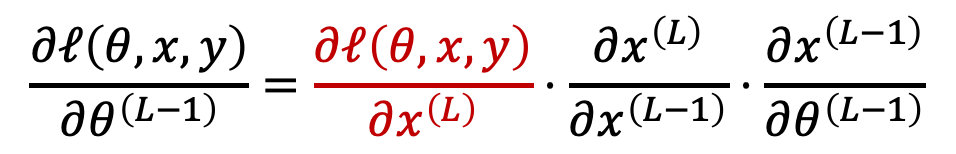 ∂ℓ(θ, x, y) / ∂θ^(L−1) = ∂ℓ(θ, x, y) / ∂x^(L) · ∂x^(L) / ∂x^(L−1) · ∂x^(L−1) / ∂θ^(L−1)